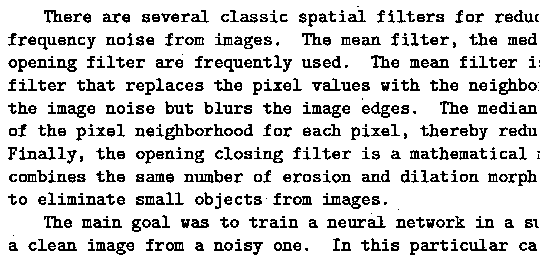 There are several classic spatial filters for reduc
frequency noise from images. The mean filter, the med
opening filter are frequently used. The mean filter is
filter that replaces the pixel values with the neighbo
the image noise but blurs the image edges. The median
of the pixel neighborhood for each pixel, thereby redu
Finally, the opening closing filter is a mathematical
combines the same number of erosion and dilation morph
to eliminate small objects from images.
The main goal was to train a neural network in a su
a clean image from a noisy one. In this particular ca